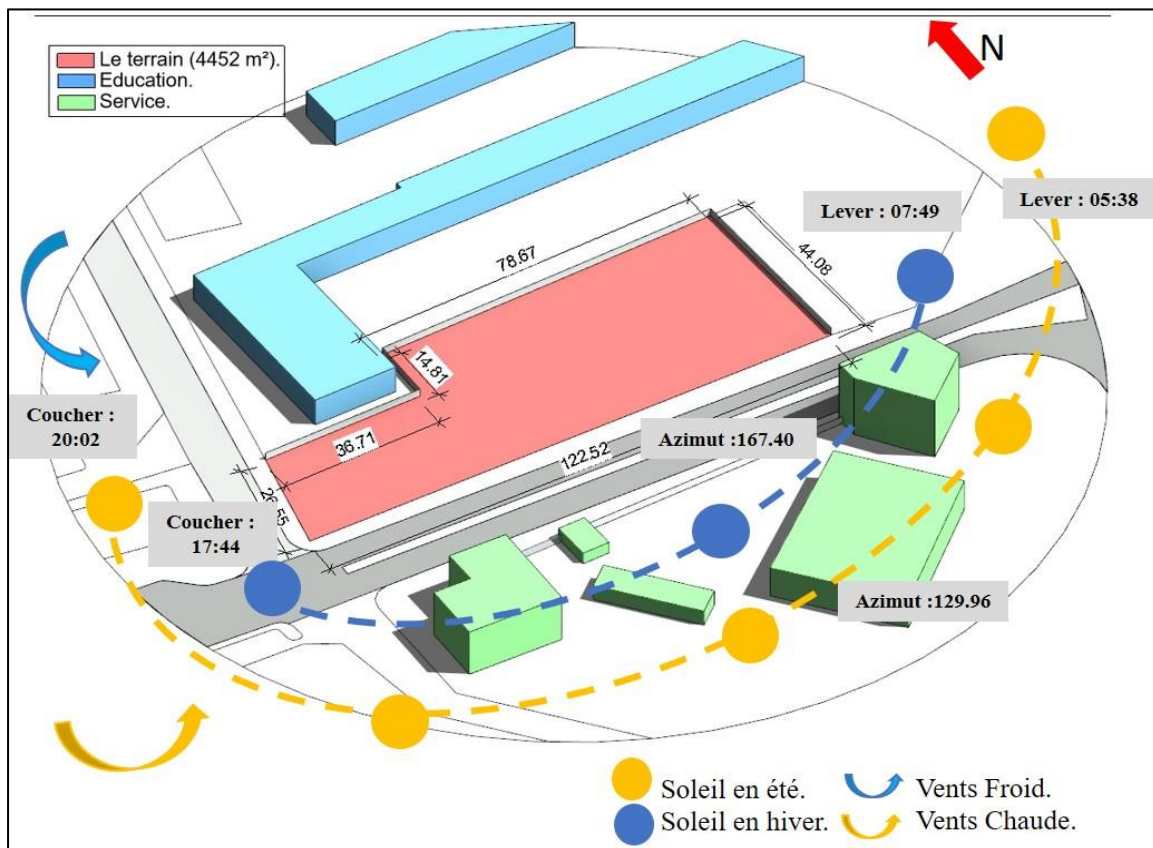 N
Le terrain (4452 m²).
Education.
Service.
Lever : 07:49
Lever : 05:38
78.67
44.08
14.81
Coucher :
20:02
36.71
Azimut :167.40
122.52
Coucher :
17:44
Azimut :129.96
Soleil en été.
Vents Froid.
Soleil en hiver.
Vents Chaude.